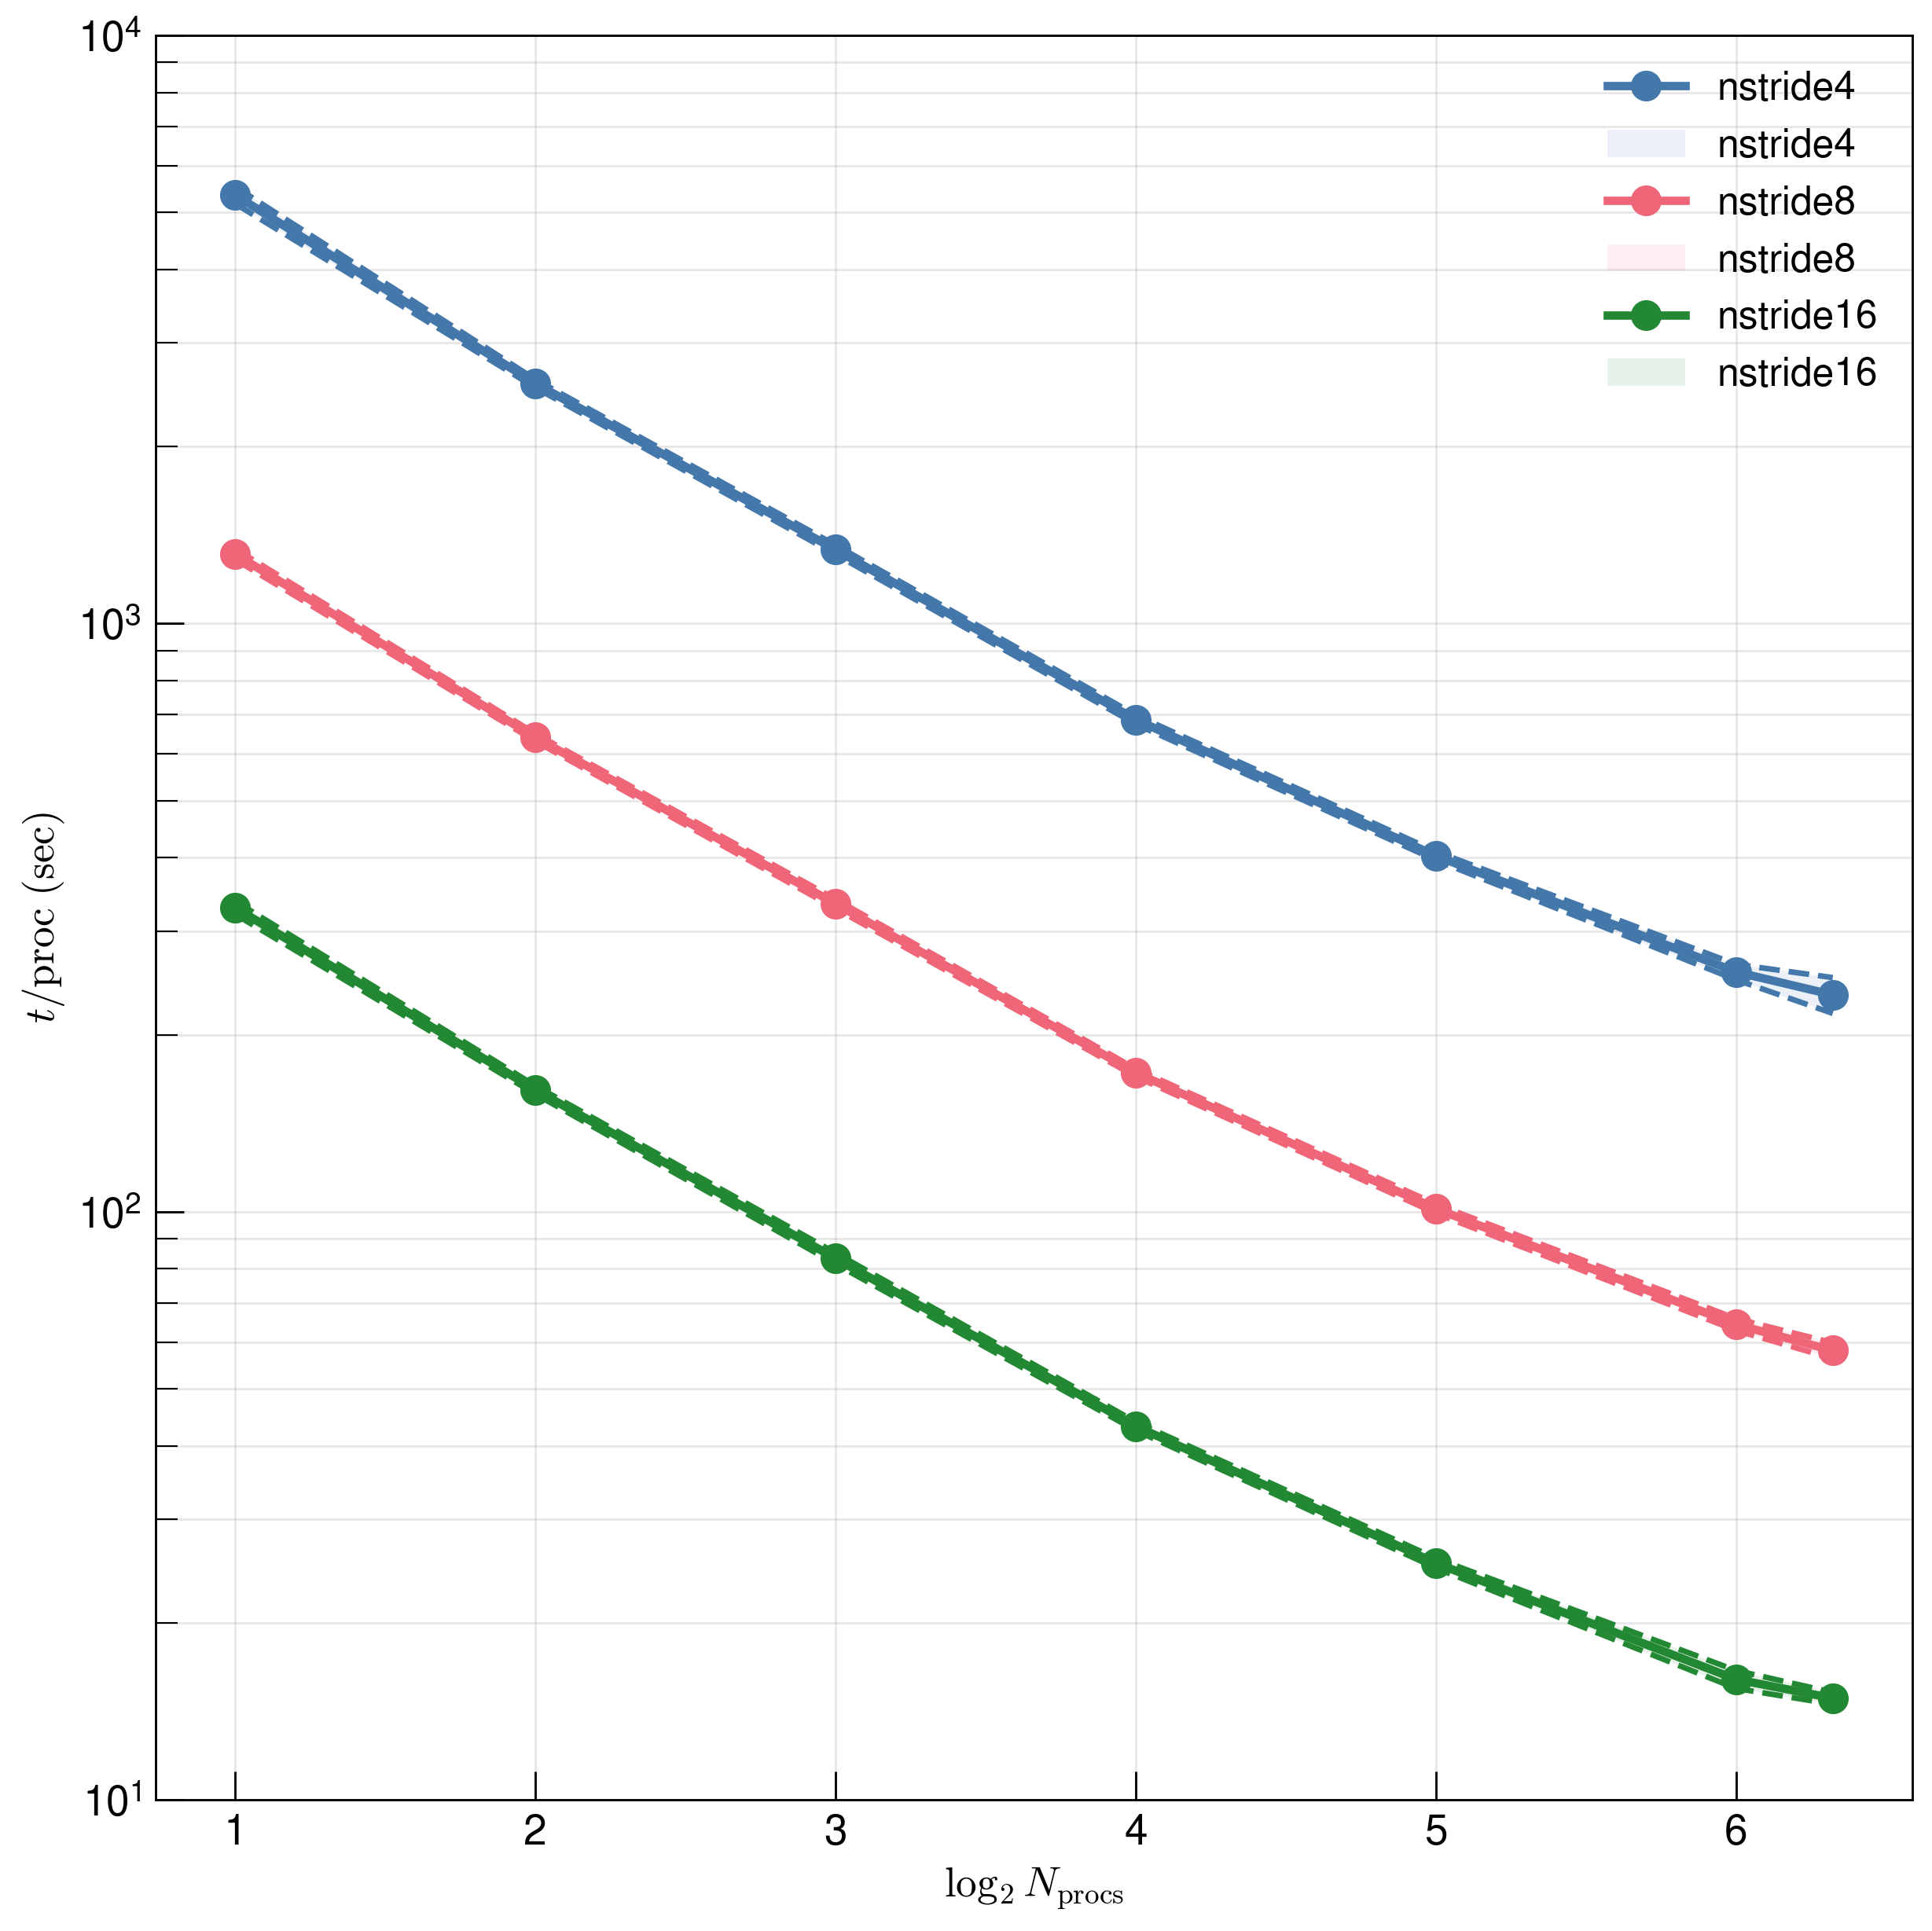 10^4
10^3
10^2
10^1
t/proc (sec)
nstride4
nstride4
nstride8
nstride8
nstride16
nstride16
1 2 3 4 5 6
log_2 N_procs